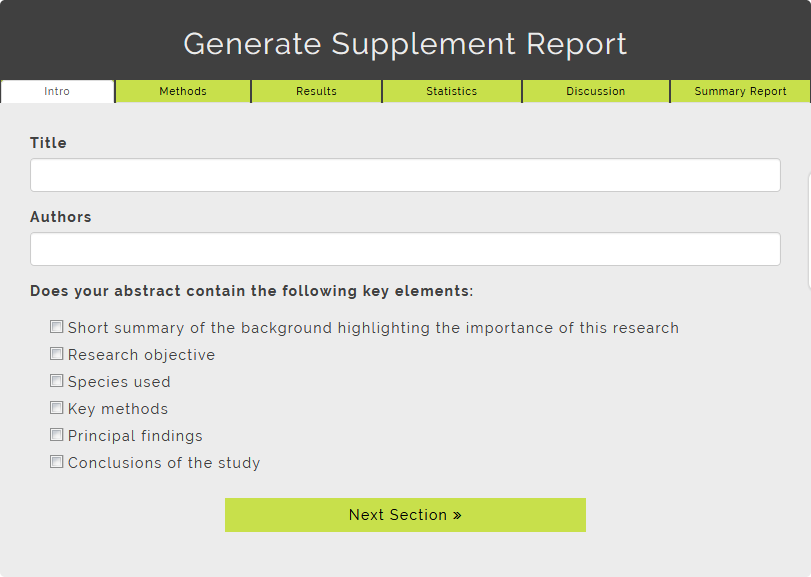 Generate Supplement Report
Intro Methods Results Statistics Discussion Summary Report
Title
Authors
Does your abstract contain the following key elements:
Short summary of the background highlighting the importance of this research
Research objective
Species used
Key methods
Principal findings
Conclusions of the study
Next Section »